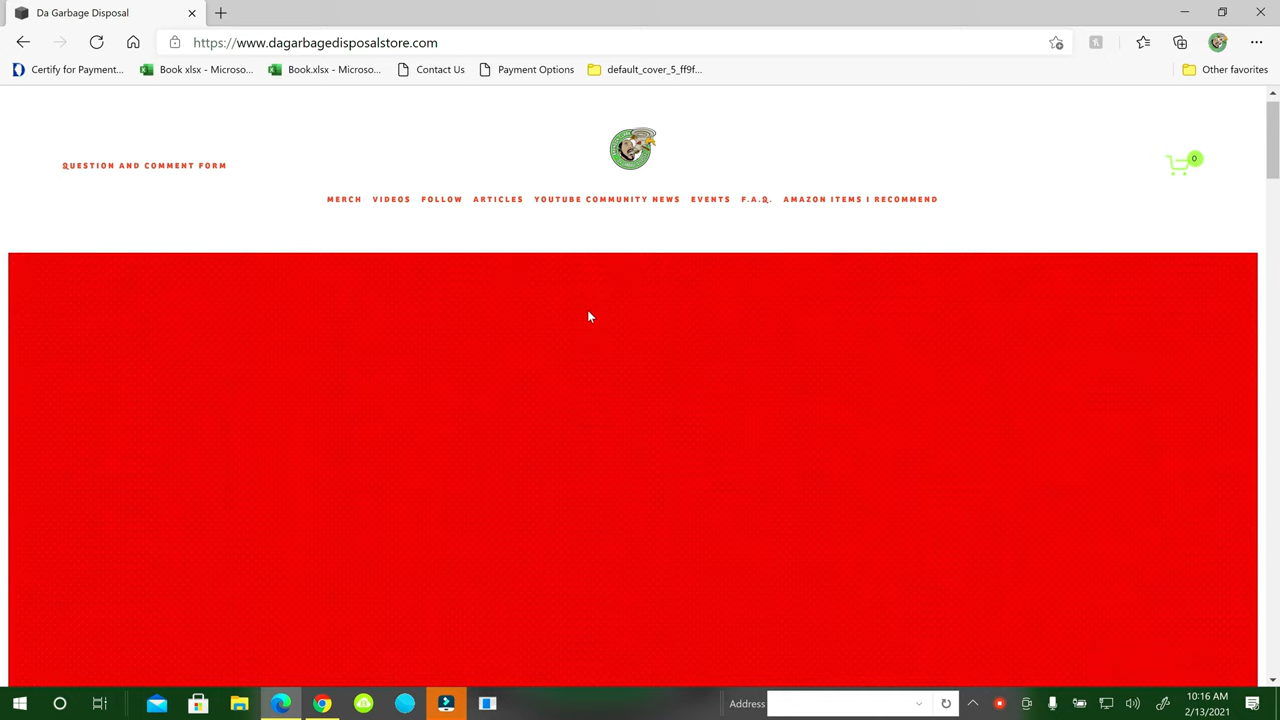 Da Garbage Disposal
https://www.dagarbagedisposalstore.com
Certify for Payment... Book xlsx - Microso... Book.xlsx - Microso... Contact Us Payment Options default_cover_5_ff9f... Other favorites
QUESTION AND COMMENT FORM
0
MERCH VIDEOS FOLLOW ARTICLES YOUTUBE COMMUNITY NEWS EVENTS F.A.Q. AMAZON ITEMS I RECOMMEND
Address
10:16 AM
2/13/2021